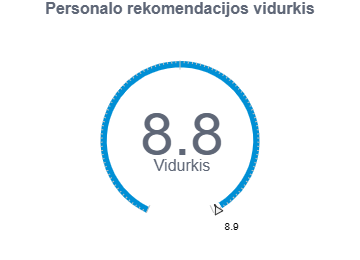 Personalo rekomendacijos vidurkis
8.8
Vidurkis
8.9